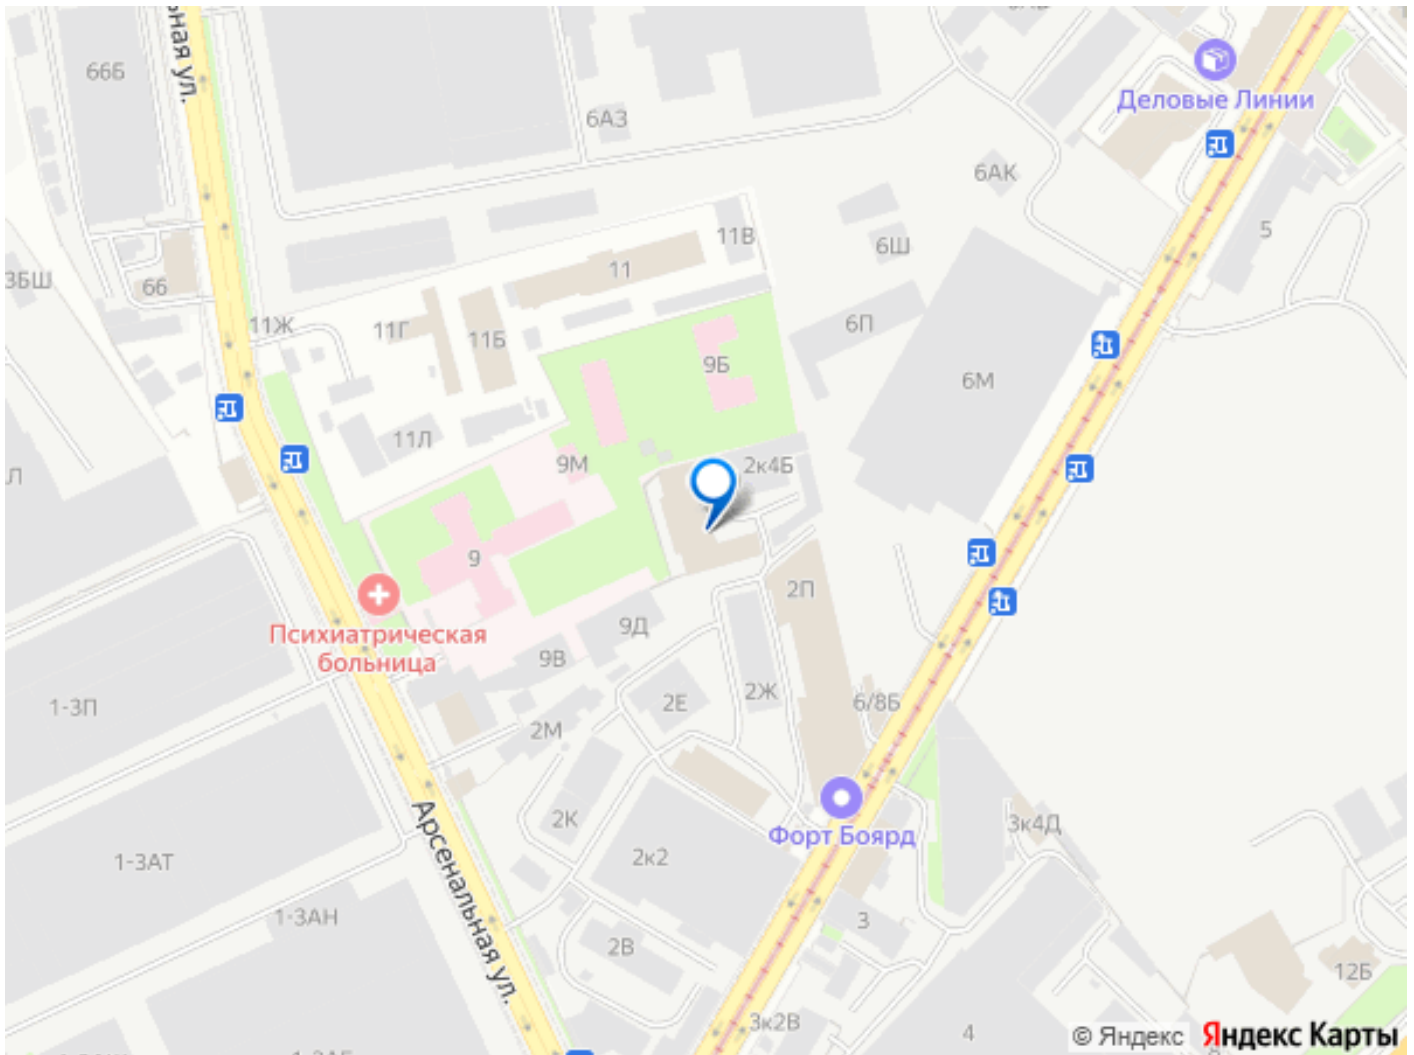 ьная ул.
66Б
6АЗ
Деловые Линии
6АК
5
11В
6Ш
11
66
11Ж
11Г
11Б
6П
9Б
6М
11Л
9М
2к4Б
9
2П
Психиатрическая
больница
9Д
9В
2Е
2Ж
6/8Б
1-3П
2М
2К
Форт Боярд
3к4Д
2к2
1-3АТ
Арсенальная ул.
1-3АН
3
2В
12Б
3к2В
4
© Яндекс
Яндекс Карты